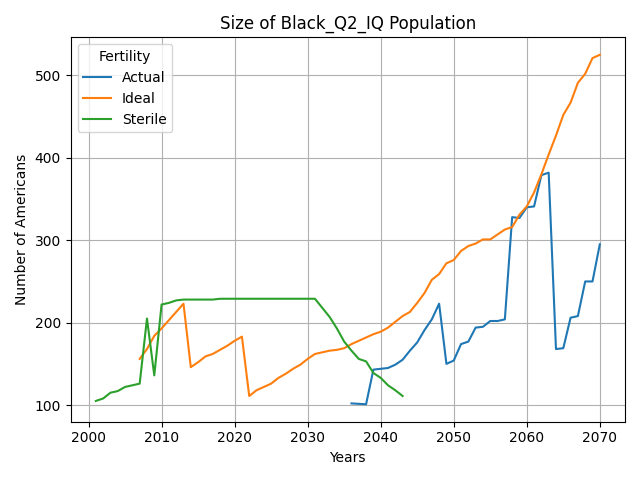 Size of Black_Q2_IQ Population
Fertility
Actual
Ideal
Sterile
Number of Americans
500
400
300
200
100
2000 2010 2020 2030 2040 2050 2060 2070
Years